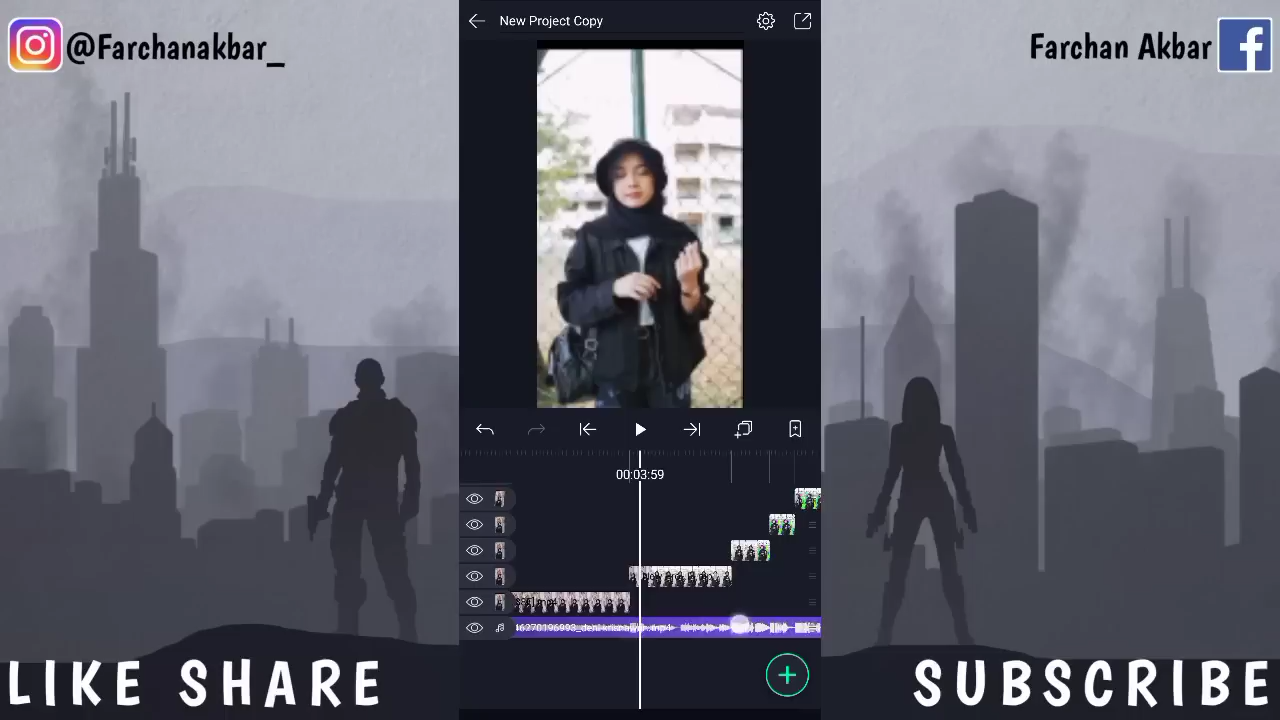 @Farchanakbar_
New Project Copy
Farchan Akbar
00:03:59
LIKE SHARE
SUBSCRIBE